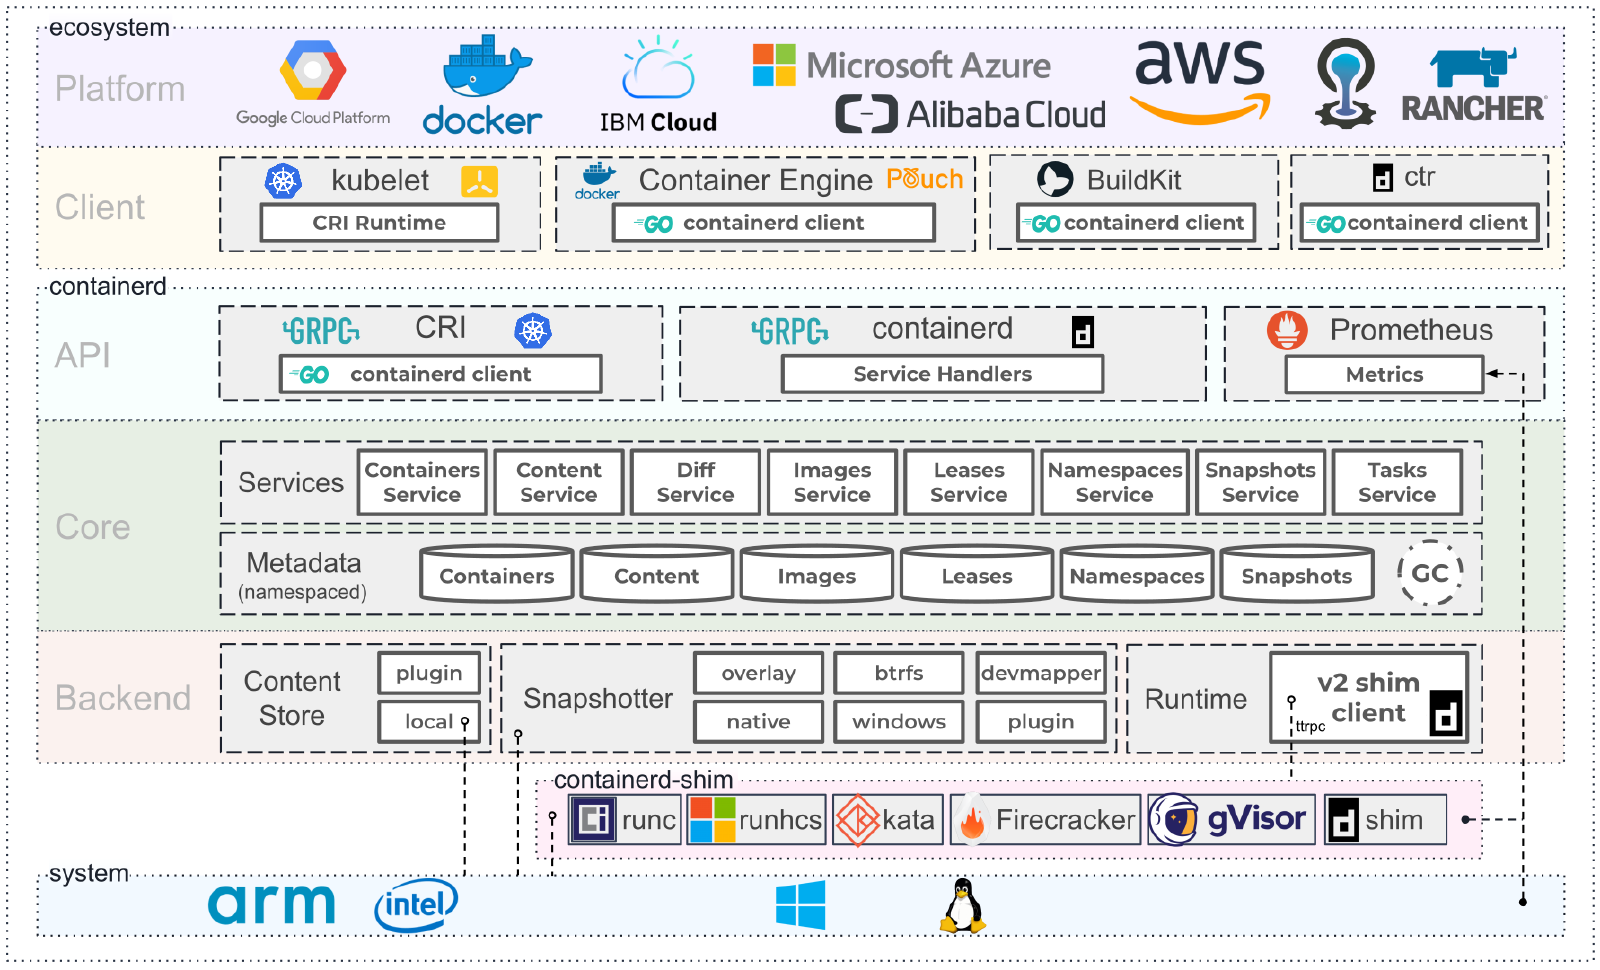 ecosystem
Platform
Google Cloud Platform
docker
IBM Cloud
Microsoft Azure
Alibaba Cloud
aws
RANCHER
Client
kubelet
CRI Runtime
docker
Container Engine
Pouch
GO containerd client
BuildKit
GO containerd client
ctr
GO containerd client
containerd
API
GRPC
CRI
GO containerd client
GRPC
containerd
d
Service Handlers
Prometheus
Metrics
Core
Services
Containers
Service
Content
Service
Diff
Service
Images
Service
Leases
Service
Namespaces
Service
Snapshots
Service
Tasks
Service
Metadata
(namespaced)
Containers
Content
Images
Leases
Namespaces
Snapshots
GC
Backend
Content
Store
plugin
local
Snapshotter
overlay
btrfs
devmapper
native
windows
plugin
Runtime
v2 shim
client
ttrpc
d
containerd-shim
runc
runhcs
kata
Firecracker
gVisor
d
shim
system
arm
intel